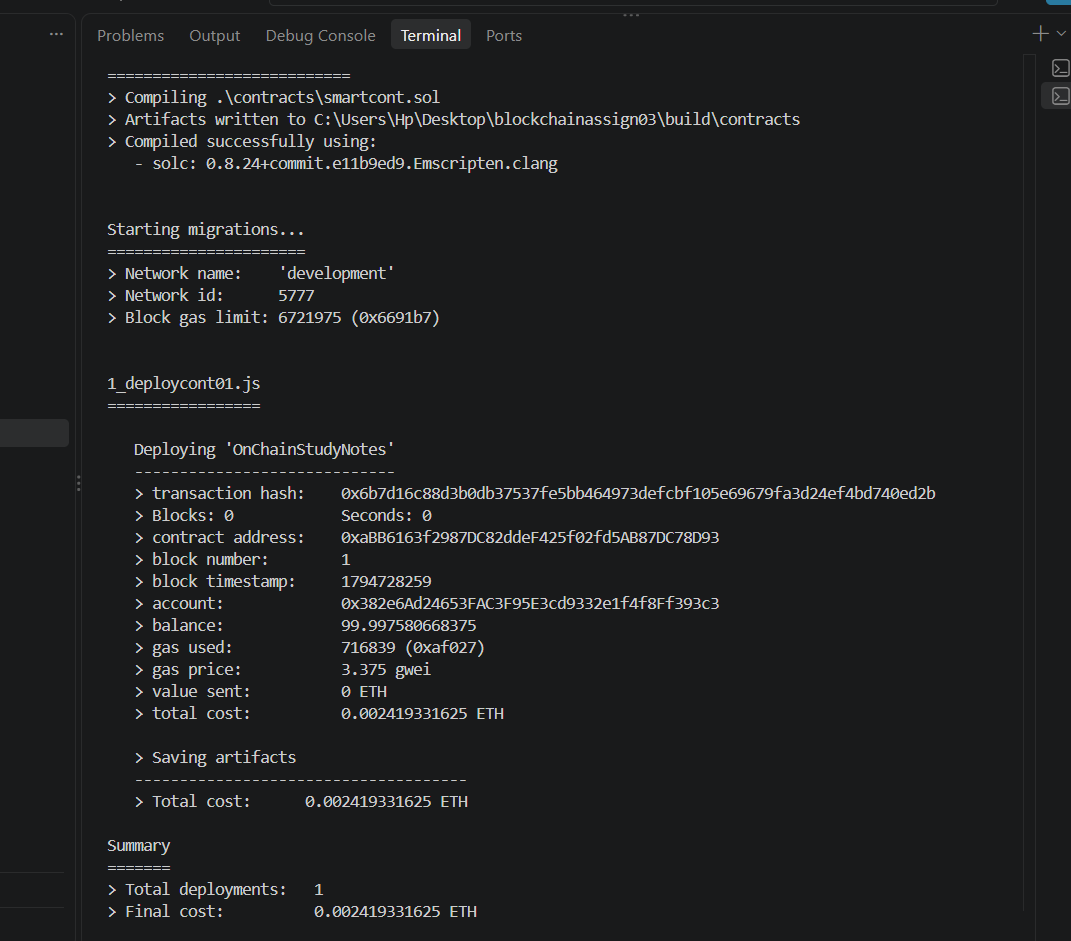 Problems Output Debug Console Terminal Ports
===========================
> Compiling .\contracts\smartcont.sol
> Artifacts written to C:\Users\Hp\Desktop\blockchainassign03\build\contracts
> Compiled successfully using:
   - solc: 0.8.24+commit.e11b9ed9.Emscripten.clang
Starting migrations...
======================
> Network name:    'development'
> Network id:      5777
> Block gas limit: 6721975 (0x6691b7)
1_deploycont01.js
=================
   Deploying 'OnChainStudyNotes'
   -----------------------------
   > transaction hash:    0x6b7d16c88d3b0db37537fe5bb464973defcbf105e69679fa3d24ef4bd740ed2b
   > Blocks: 0            Seconds: 0
   > contract address:    0xaBB6163f2987DC82ddeF425f02fd5AB87DC78D93
   > block number:        1
   > block timestamp:     1794728259
   > account:             0x382e6Ad24653FAC3F95E3cd9332e1f4f8Ff393c3
   > balance:             99.997580668375
   > gas used:            716839 (0xaf027)
   > gas price:           3.375 gwei
   > value sent:          0 ETH
   > total cost:          0.002419331625 ETH
   > Saving artifacts
   -------------------------------------
   > Total cost:      0.002419331625 ETH
Summary
=======
> Total deployments:   1
> Final cost:          0.002419331625 ETH